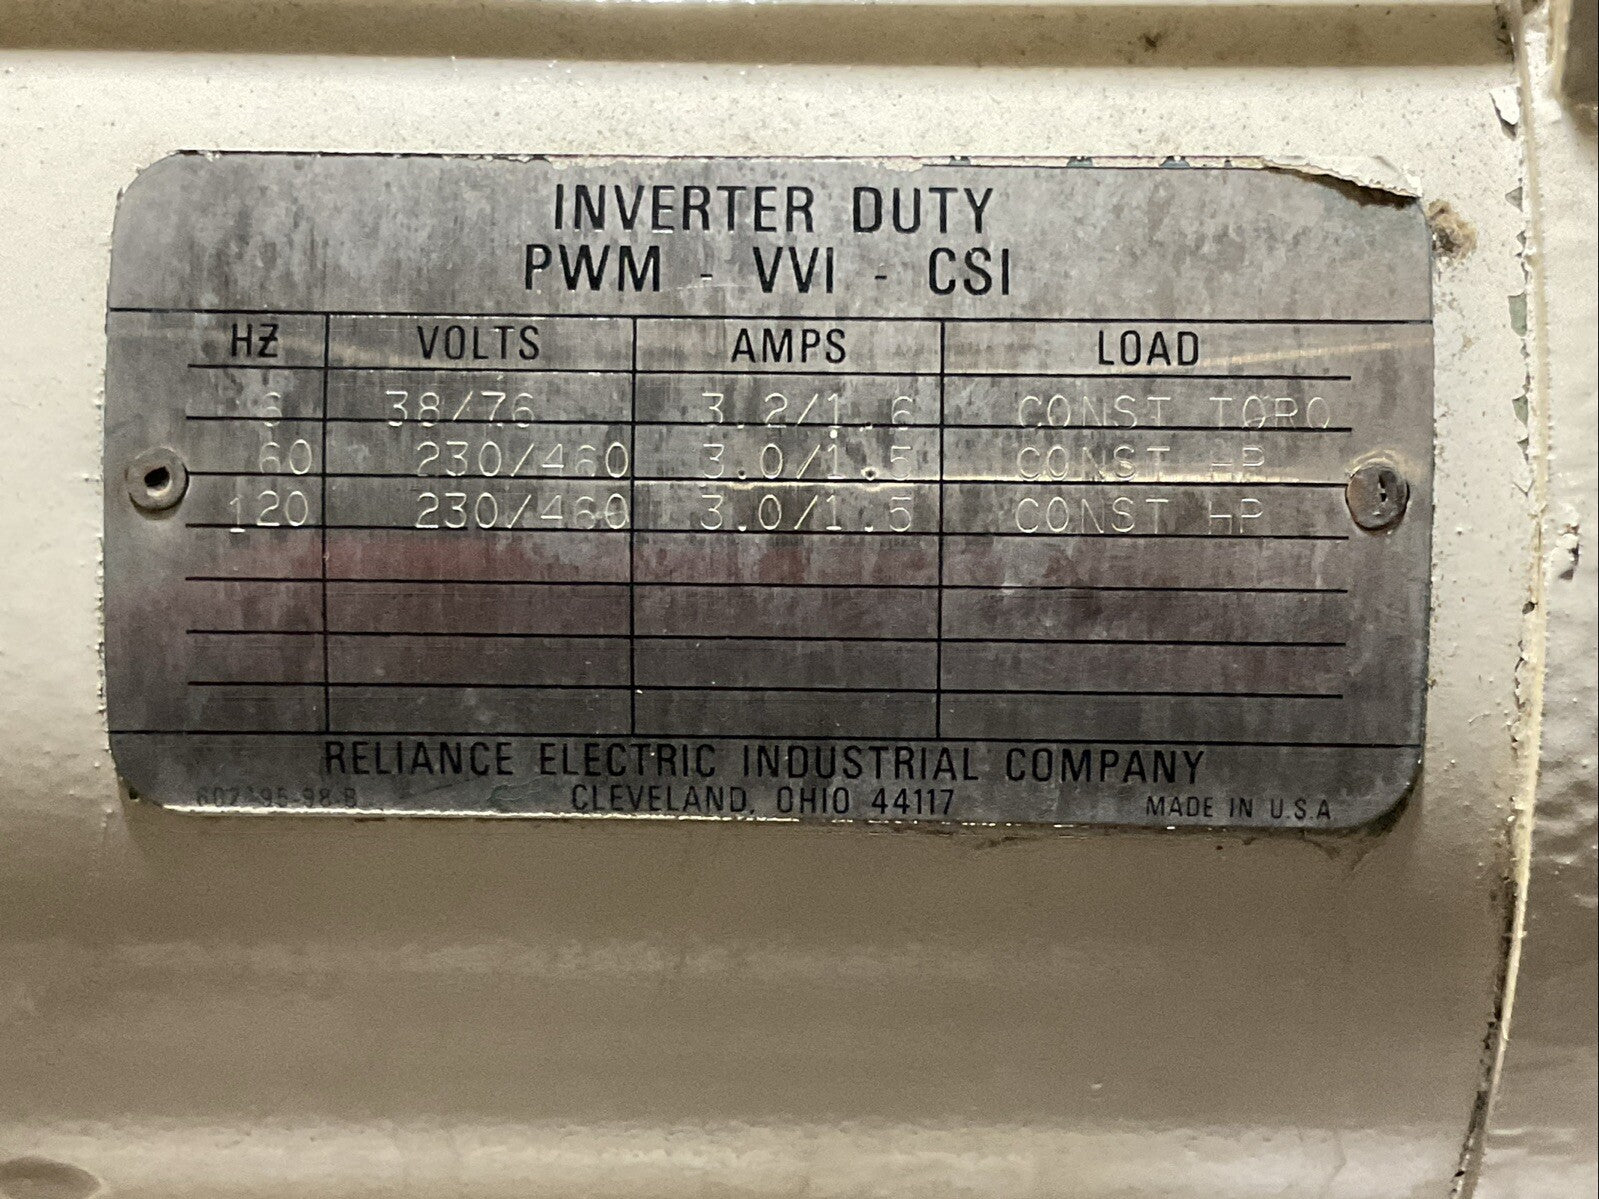 INVERTER DUTY
PWM - VVI - CSI
HZ VOLTS AMPS LOAD
6 38/76 3.2/1.6 CONST TORQ
60 230/460 3.0/1.5 CONST HP
120 230/460 3.0/1.5 CONST HP
RELIANCE ELECTRIC INDUSTRIAL COMPANY
CLEVELAND, OHIO 44117 MADE IN U.S.A